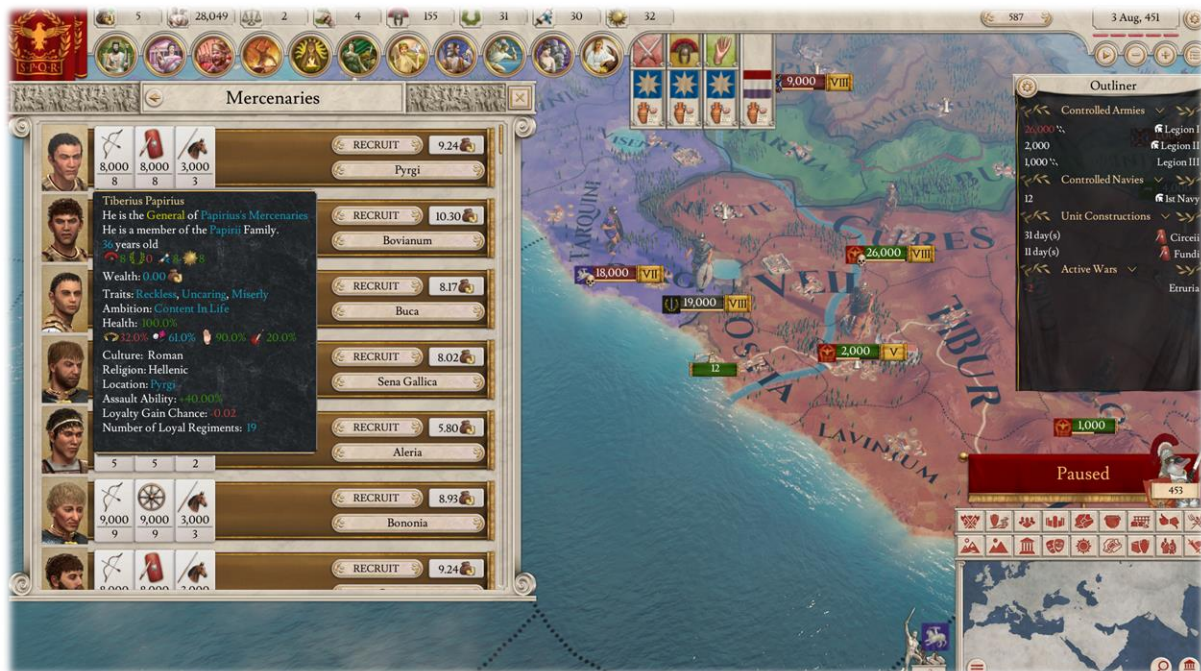 5 28,049 2 4 155 31 30 32
587
3 Aug, 451
S·P·Q·R
Mercenaries
8,000 8,000 3,000
8 8 3
RECRUIT 9.24
Pyrgi
Tiberius Papirius
He is the General of Papirius's Mercenaries
He is a member of the Papirii Family.
36 years old
8 0 8 8
Wealth: 0.00
Traits: Reckless, Uncaring, Miserly
Ambition: Content In Life
Health: 100.0%
32.0% 61.0% 90.0% 20.0%
Culture: Roman
Religion: Hellenic
Location: Pyrgi
Assault Ability: +40.00%
Loyalty Gain Chance: -0.02
Number of Loyal Regiments: 19
RECRUIT 10.30
Bovianum
RECRUIT 8.17
Buca
RECRUIT 8.02
Sena Gallica
RECRUIT 5.80
Aleria
5 5 2
9,000 9,000 3,000
9 9 3
RECRUIT 8.93
Bononia
RECRUIT 9.24
9,000 VIII
CURES
VEII
OSTIA
TIBUR
LAVINIUM
26,000 VIII
18,000 VII
19,000 VIII
2,000 V
12
1,000
Outliner
Controlled Armies
26,000 Legion I
2,000 Legion II
1,000 Legion III
Controlled Navies
12 Ist Navy
Unit Constructions
31 day(s) Circeii
11 day(s) Fundi
Active Wars
-2 Etruria
Paused
453